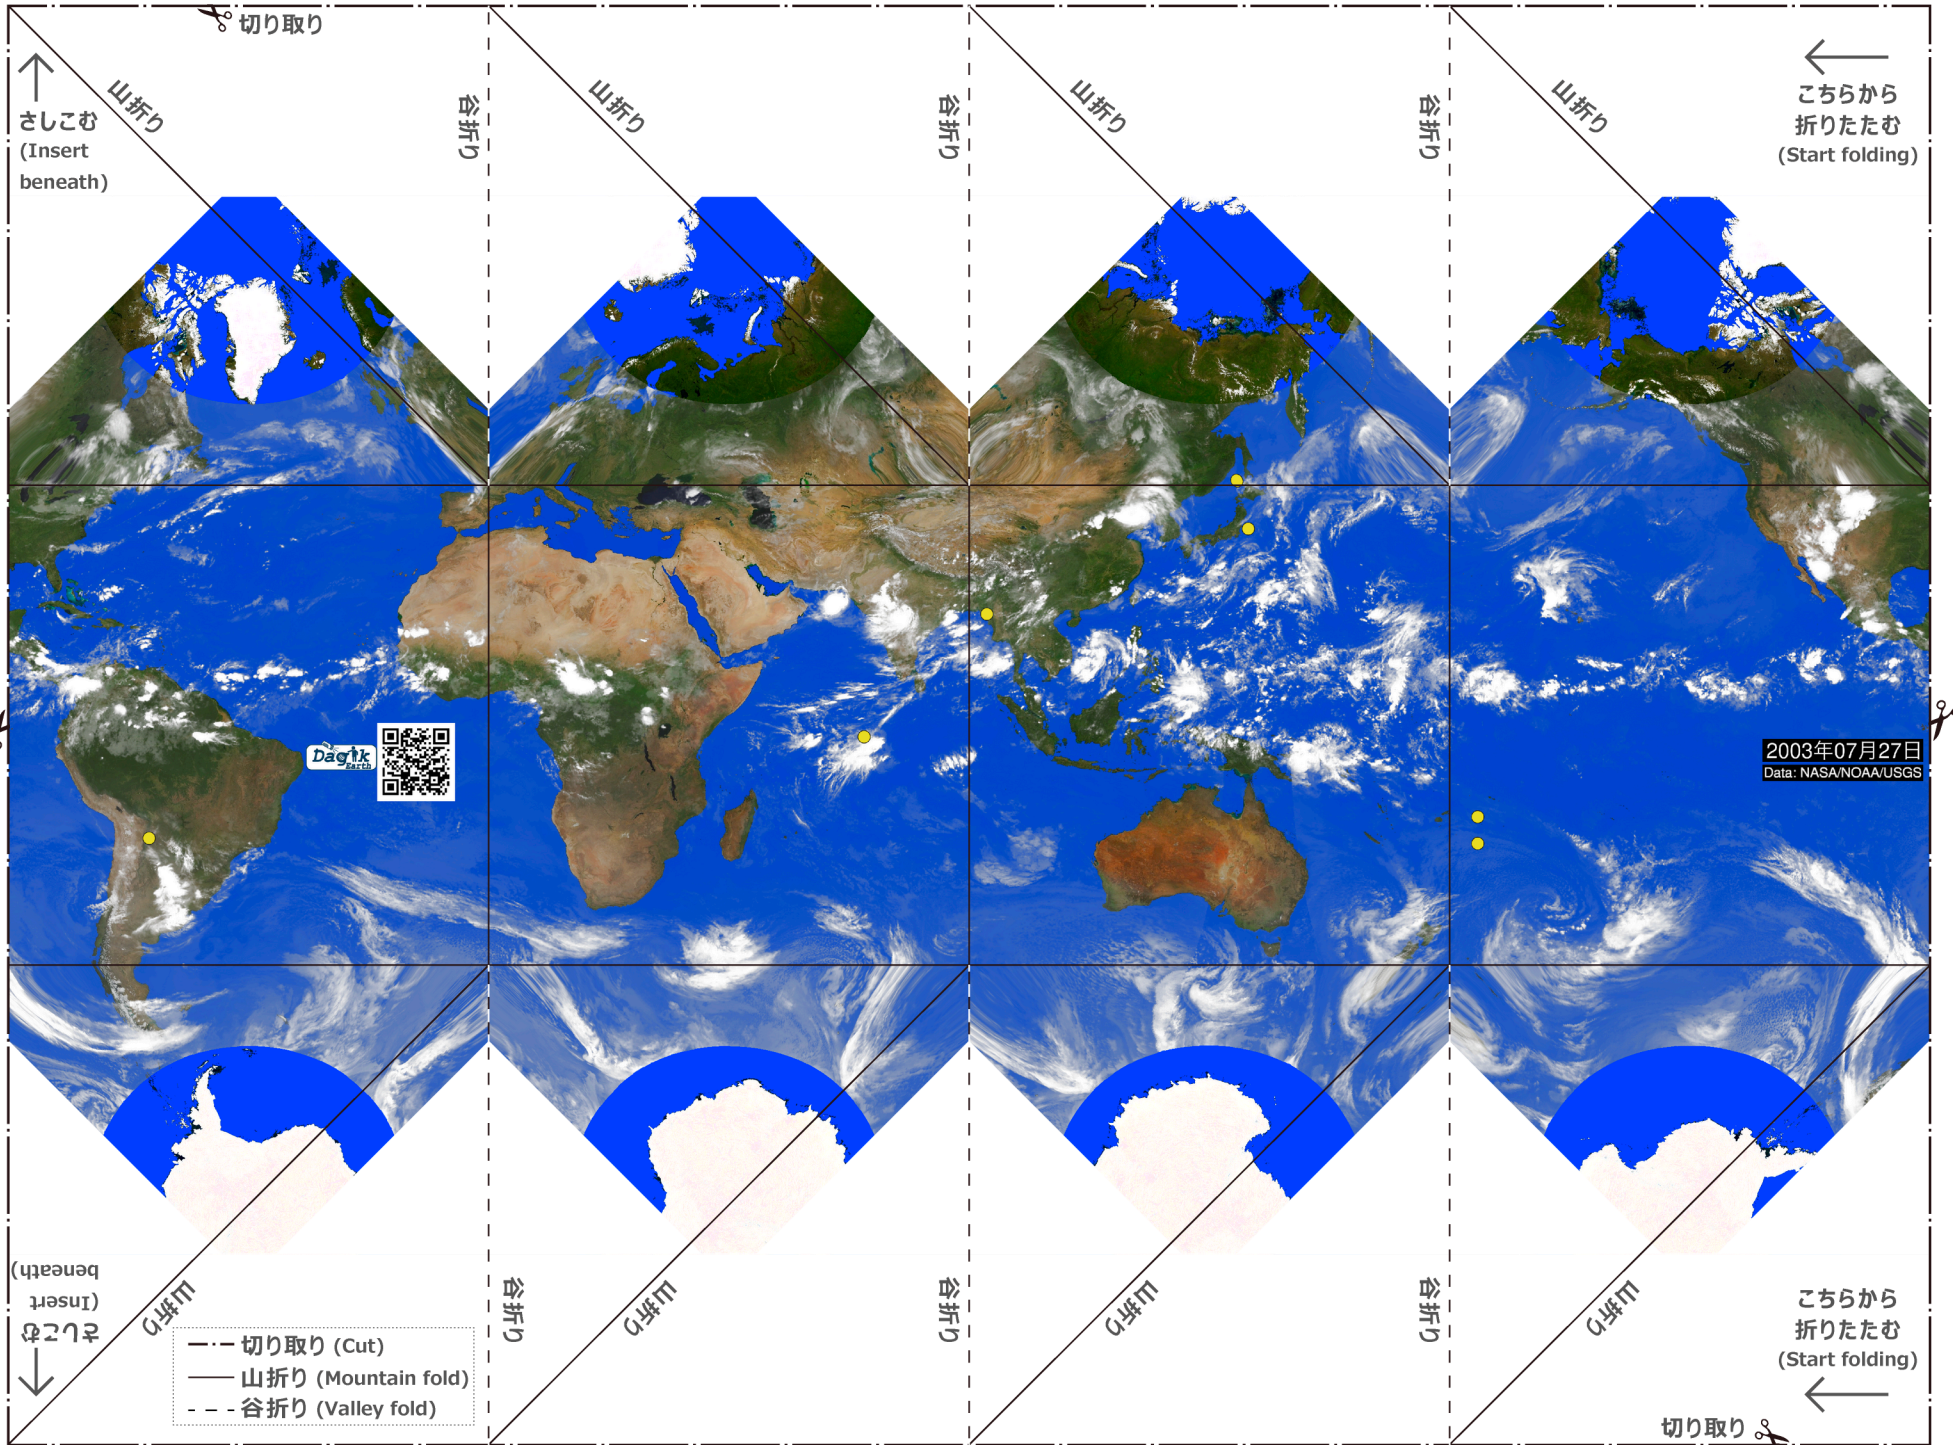 切り取り
さしこむ
(Insert
beneath)
山折り
谷折り
山折り
谷折り
山折り
谷折り
山折り
こちらから
折りたたむ
(Start folding)
Dagik
Earth
2003年07月27日
Data: NASA/NOAA/USGS
さしこむ
(Insert
beneath)
山折り
谷折り
山折り
谷折り
山折り
谷折り
山折り
こちらから
折りたたむ
(Start folding)
切り取り (Cut)
山折り (Mountain fold)
谷折り (Valley fold)
切り取り